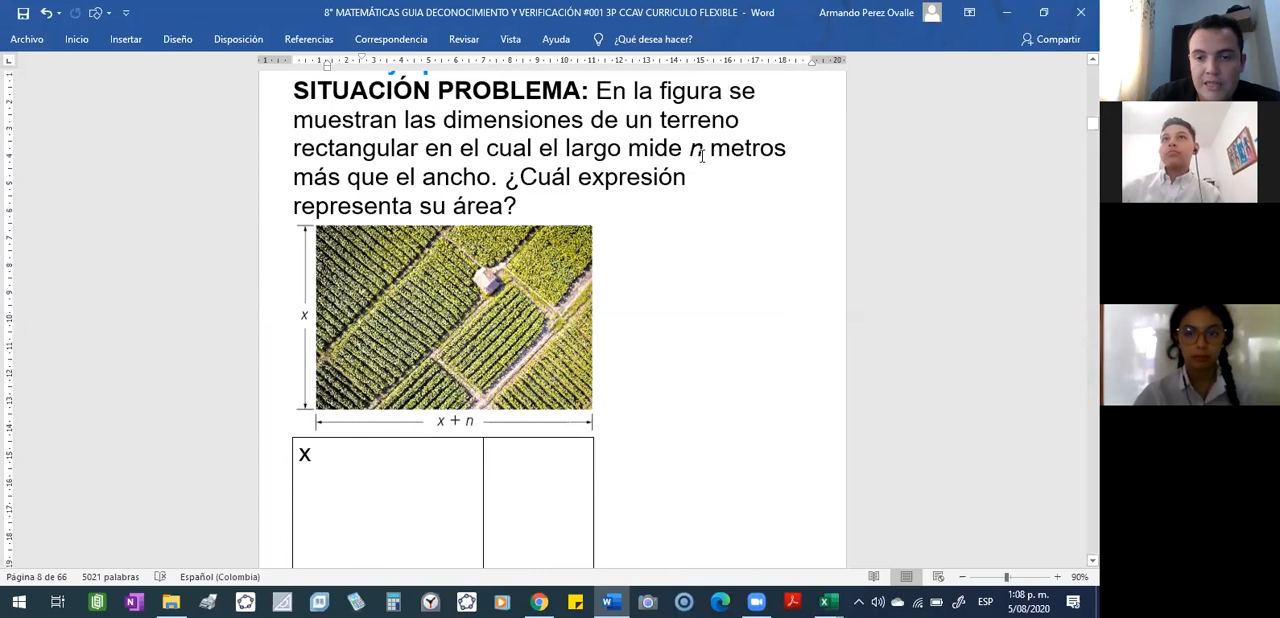 8° MATEMÁTICAS GUIA DECONOCIMIENTO Y VERIFICACIÓN #001 3P CCAV CURRICULO FLEXIBLE - Word
Armando Perez Ovalle
Archivo Inicio Insertar Diseño Disposición Referencias Correspondencia Revisar Vista Ayuda ¿Qué desea hacer? Compartir
SITUACIÓN PROBLEMA: En la figura se
muestran las dimensiones de un terreno
rectangular en el cual el largo mide n metros
más que el ancho. ¿Cuál expresión
representa su área?
x
x + n
x
Página 8 de 66 5021 palabras Español (Colombia) 90%
ESP
1:08 p. m.
5/08/2020